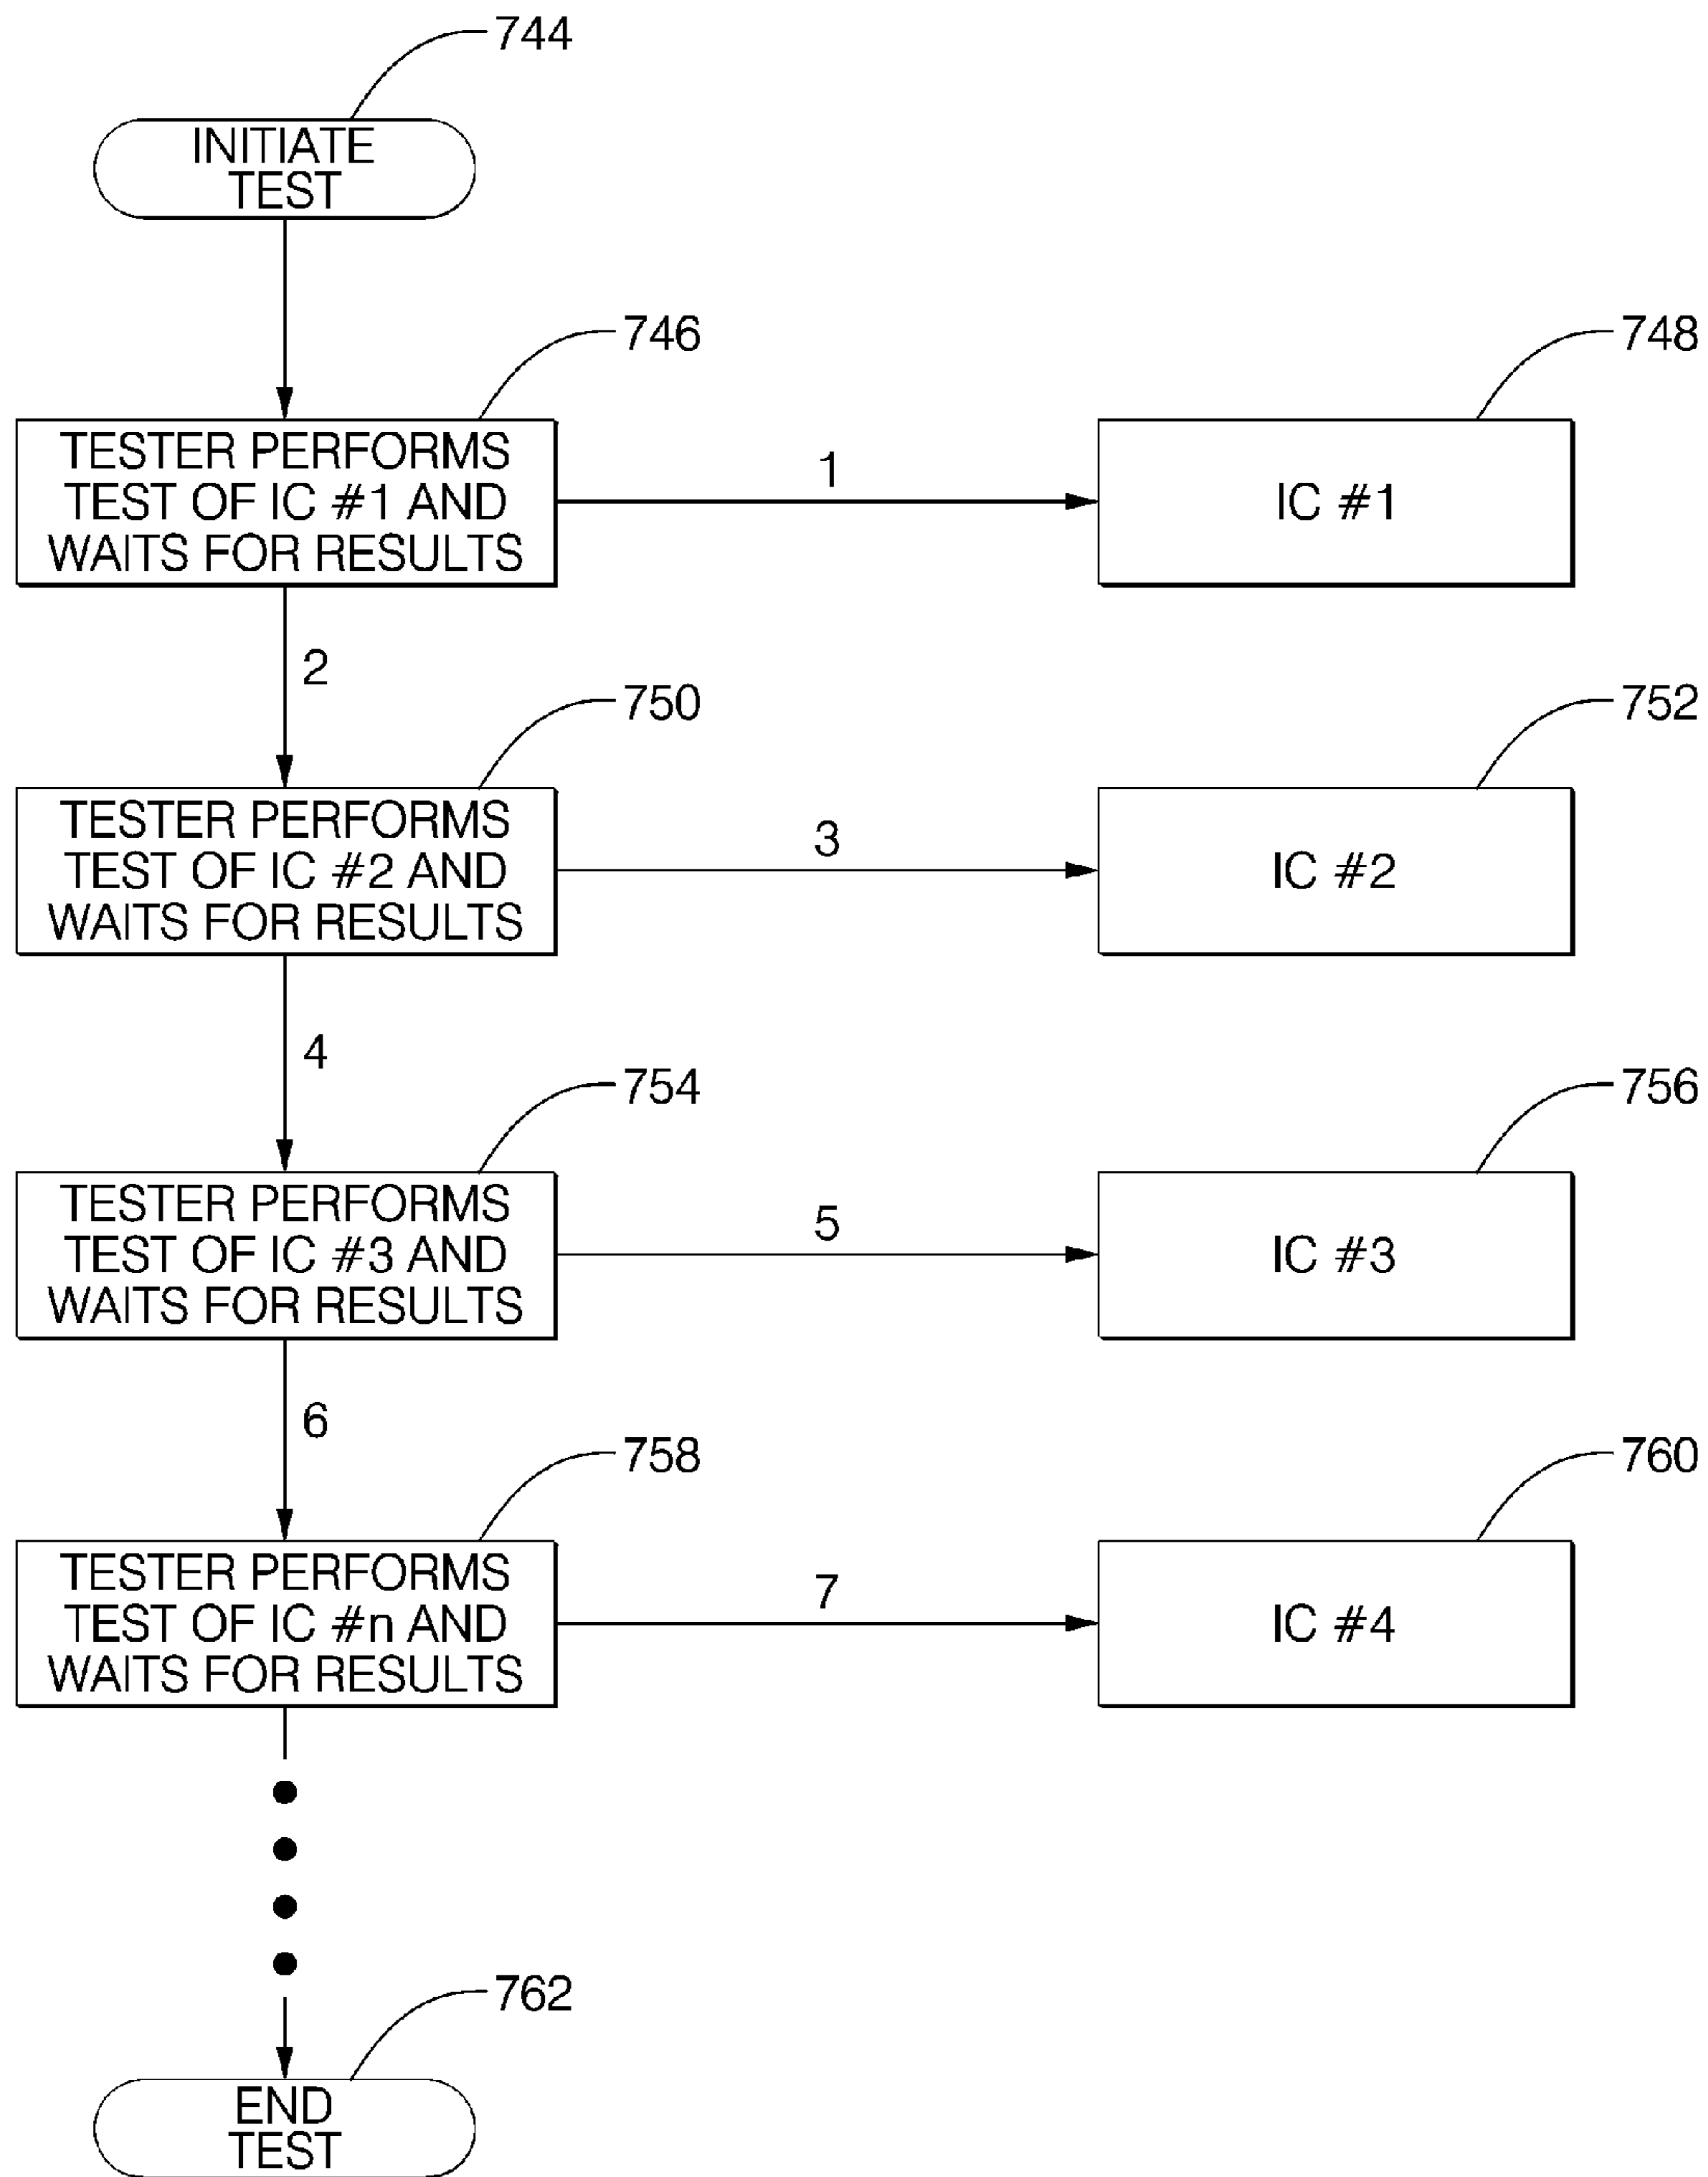 744
INITIATE
TEST
746
748
TESTER PERFORMS
TEST OF IC #1 AND
WAITS FOR RESULTS
1
IC #1
2
750
752
TESTER PERFORMS
TEST OF IC #2 AND
WAITS FOR RESULTS
3
IC #2
4
754
756
TESTER PERFORMS
TEST OF IC #3 AND
WAITS FOR RESULTS
5
IC #3
6
758
760
TESTER PERFORMS
TEST OF IC #n AND
WAITS FOR RESULTS
7
IC #4
762
END
TEST